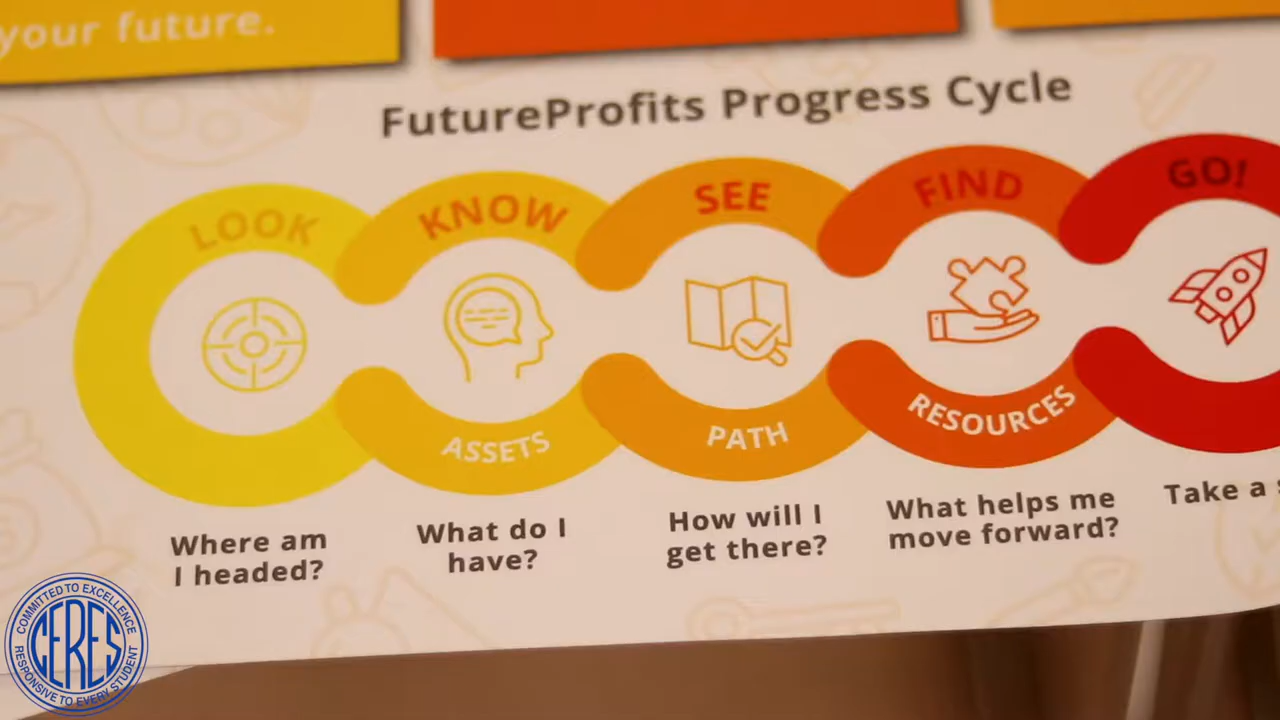 your future.
FutureProfits Progress Cycle
LOOK
KNOW
SEE
FIND
GO!
ASSETS
PATH
RESOURCES
Where am
I headed?
What do I
have?
How will I
get there?
What helps me
move forward?
Take a
COMMITTED TO EXCELLENCE
CERES
RESPONSIVE TO EVERY STUDENT